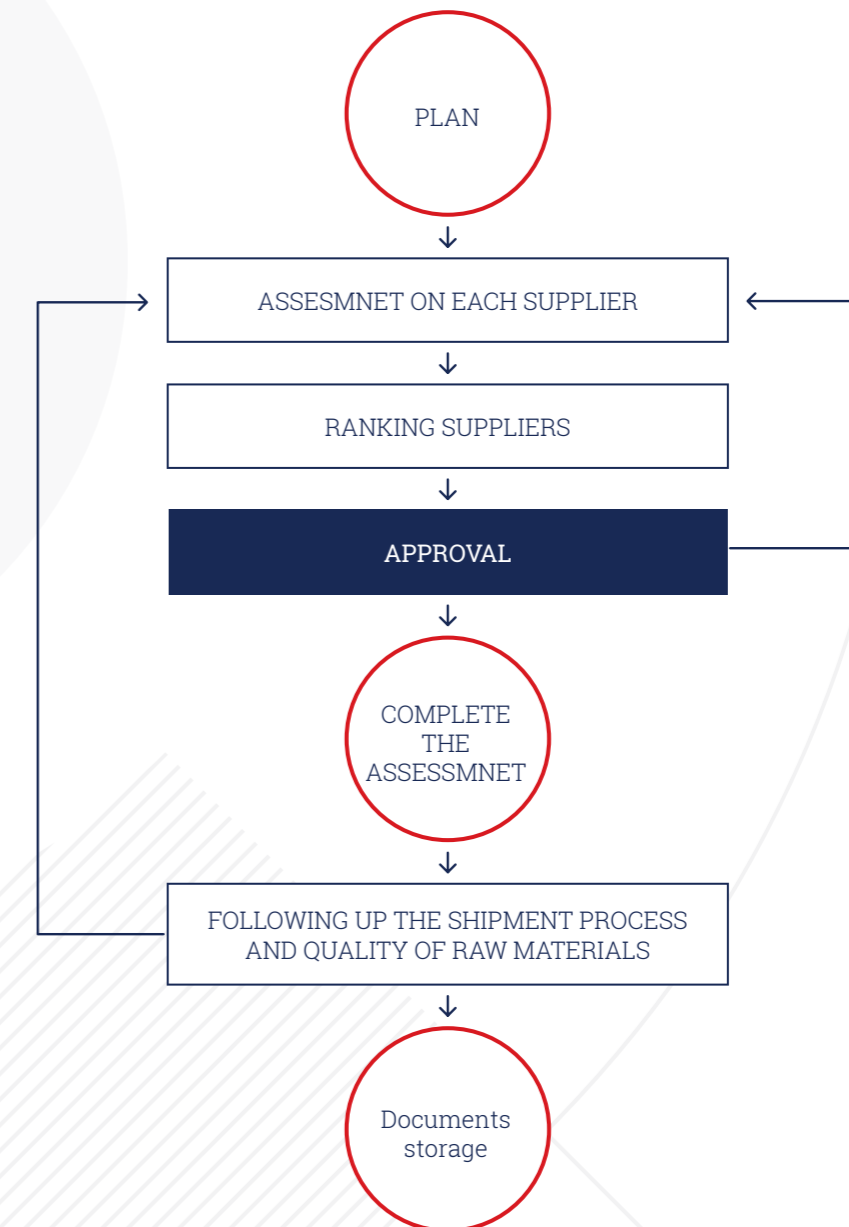 PLAN
ASSESMNET ON EACH SUPPLIER
RANKING SUPPLIERS
APPROVAL
COMPLETE
THE
ASSESSMNET
FOLLOWING UP THE SHIPMENT PROCESS
AND QUALITY OF RAW MATERIALS
Documents
storage